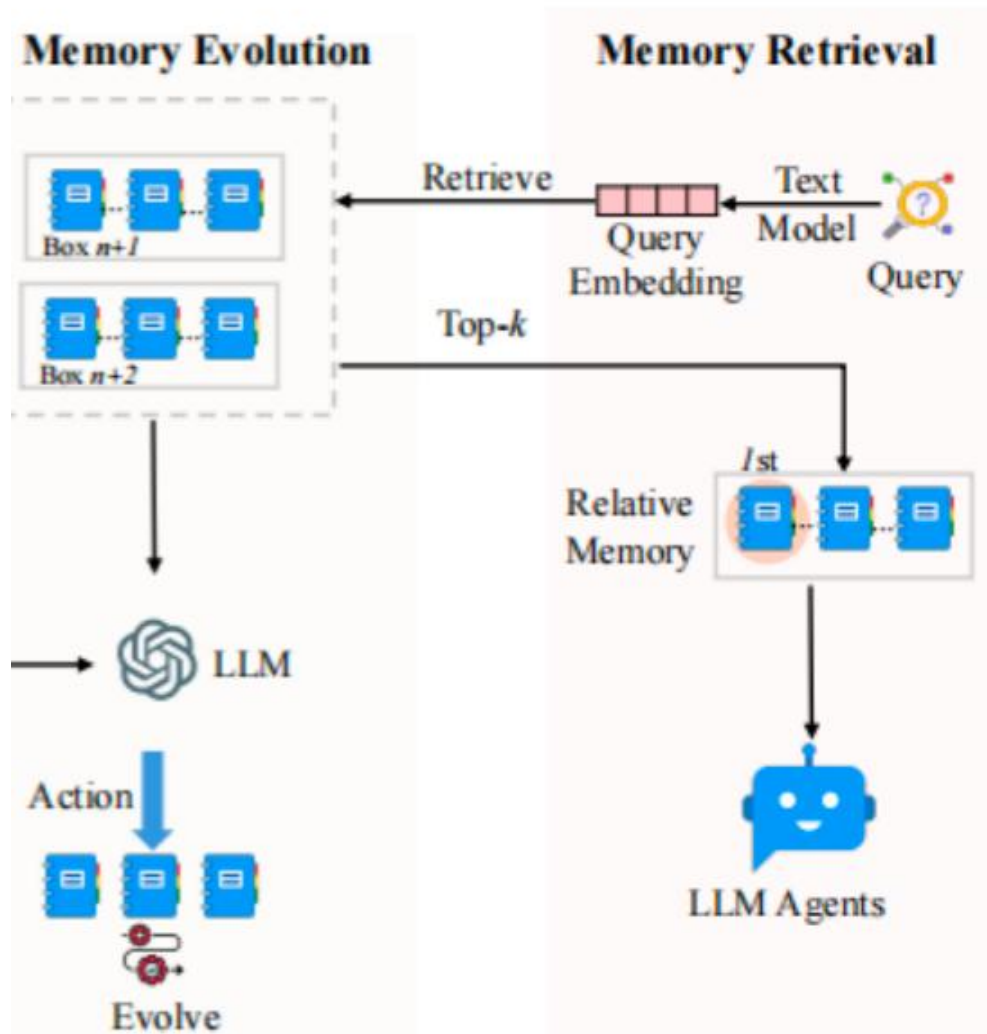 Memory Evolution
Box n+1
Box n+2
LLM
Action
Evolve
Memory Retrieval
Retrieve
Query
Embedding
Text
Model
Query
Top-k
1st
Relative
Memory
LLM Agents